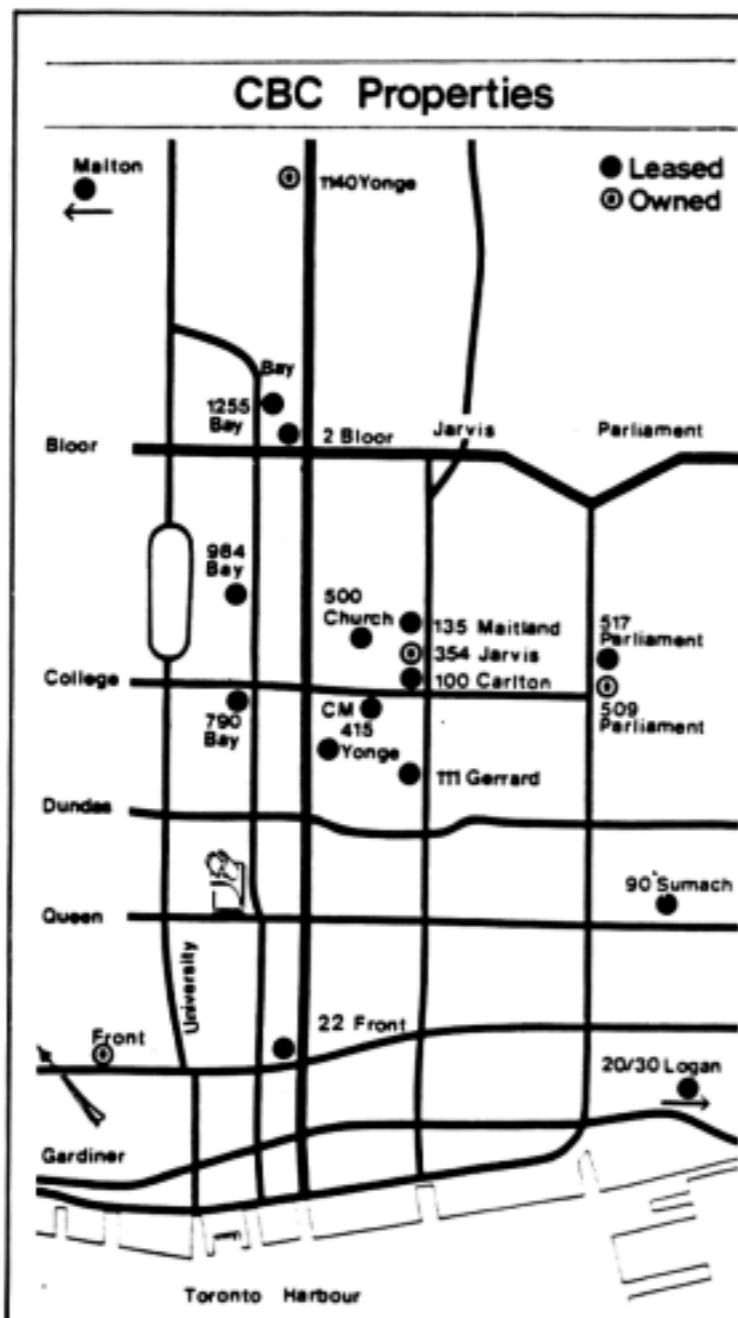 CBC Properties
Malton
1140 Yonge
Leased
Owned
Bay
1255
Bay
2 Bloor
Jarvis
Parliament
Bloor
984
Bay
500
Church
135 Maitland
354 Jarvis
100 Carlton
517
Parliament
509
Parliament
College
790
Bay
CM
415
Yonge
111 Gerrard
Dundas
90 Sumach
Queen
University
Front
22 Front
20/30 Logan
Gardiner
Toronto Harbour